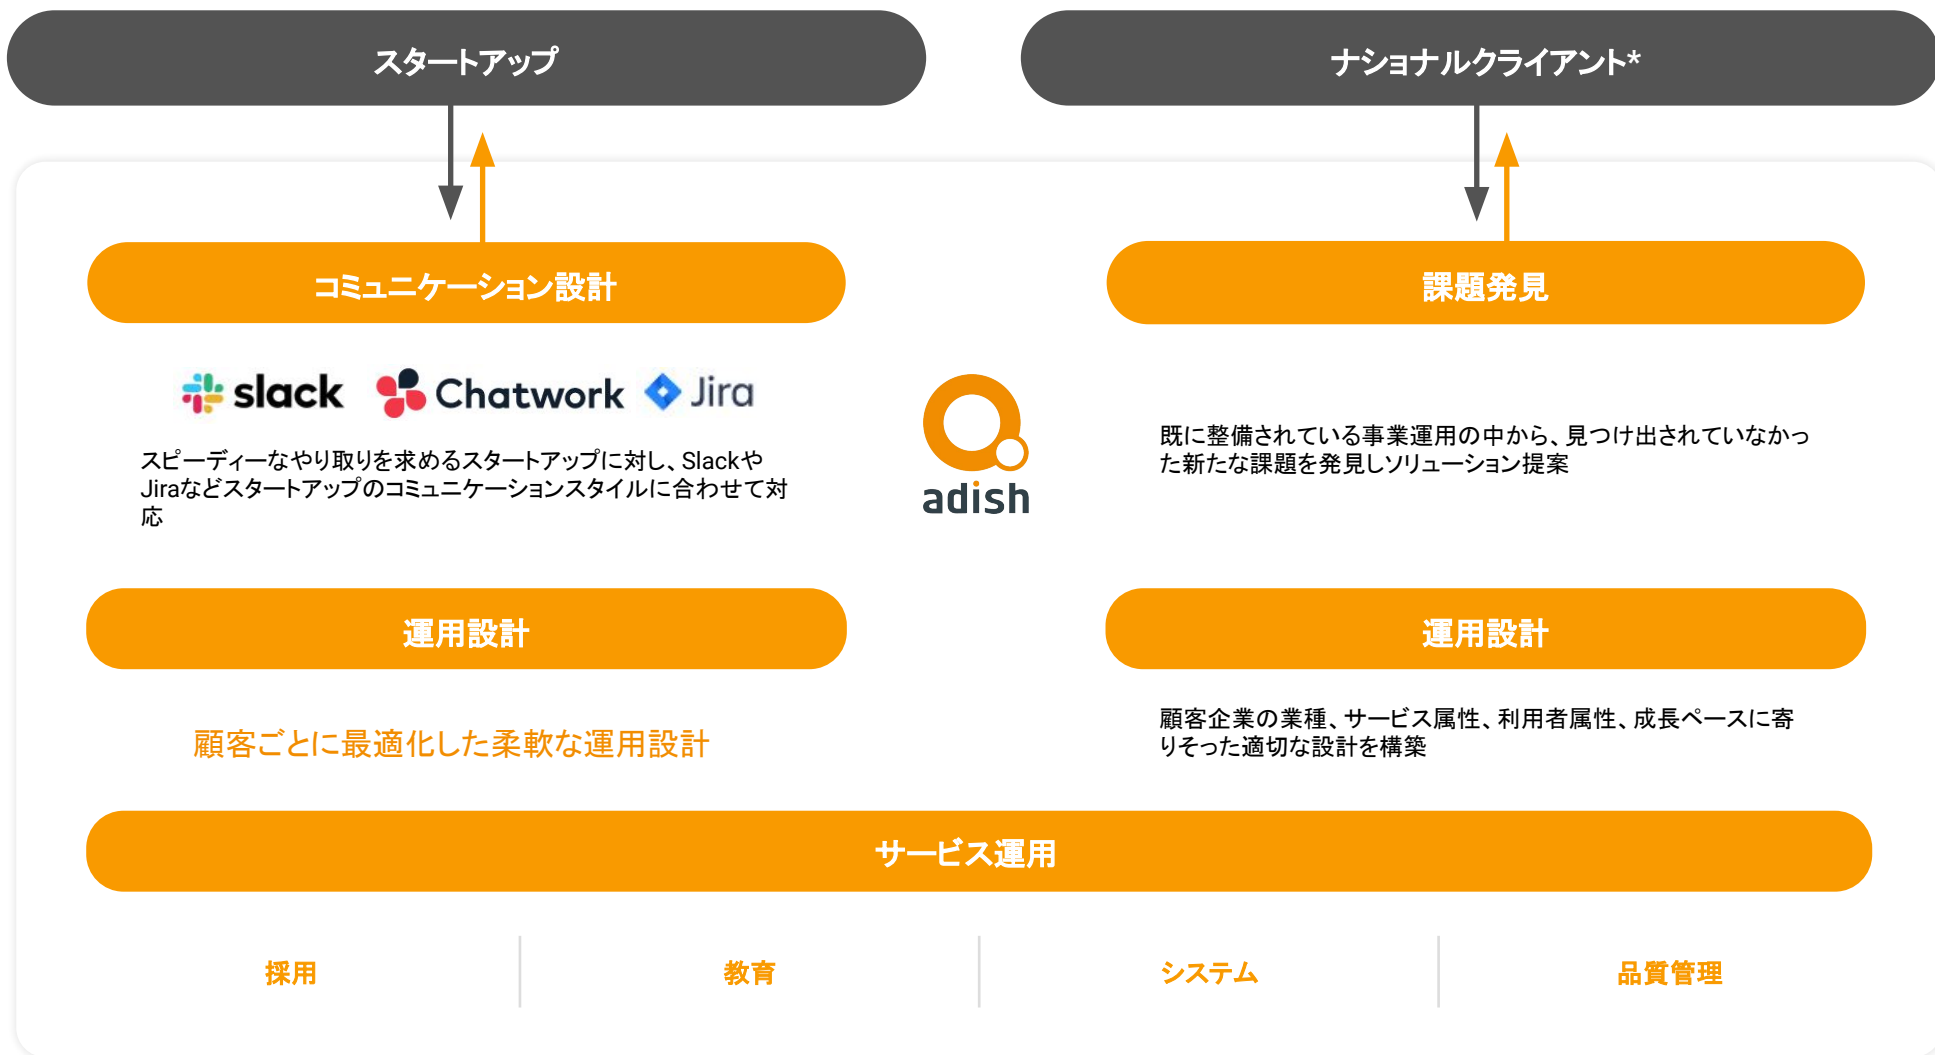 スタートアップ
ナショナルクライアント*
コミュニケーション設計
課題発見
slack
Chatwork
Jira
スピーディーなやり取りを求めるスタートアップに対し、Slackや
Jiraなどスタートアップのコミュニケーションスタイルに合わせて対
応
adish
既に整備されている事業運用の中から、見つけ出されていなかっ
た新たな課題を発見しソリューション提案
運用設計
運用設計
顧客ごとに最適化した柔軟な運用設計
顧客企業の業種、サービス属性、利用者属性、成長ペースに寄
りそった適切な設計を構築
サービス運用
採用
教育
システム
品質管理